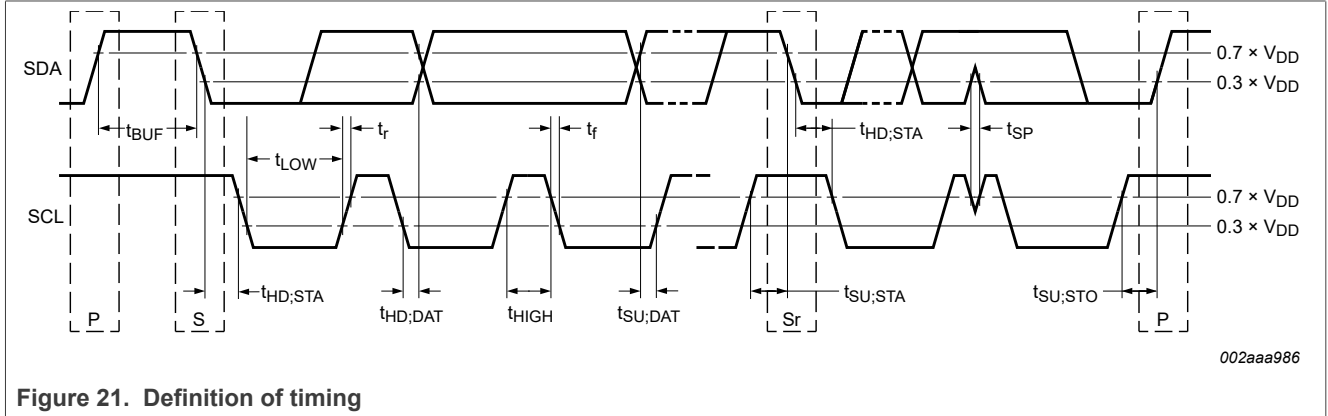 SDA
0.7 × VDD
0.3 × VDD
tBUF
tr
tf
tHD;STA
tSP
tLOW
SCL
0.7 × VDD
0.3 × VDD
tHD;STA
tHD;DAT
tHIGH
tSU;DAT
tSU;STA
tSU;STO
P
S
Sr
P
002aaa986
Figure 21. Definition of timing